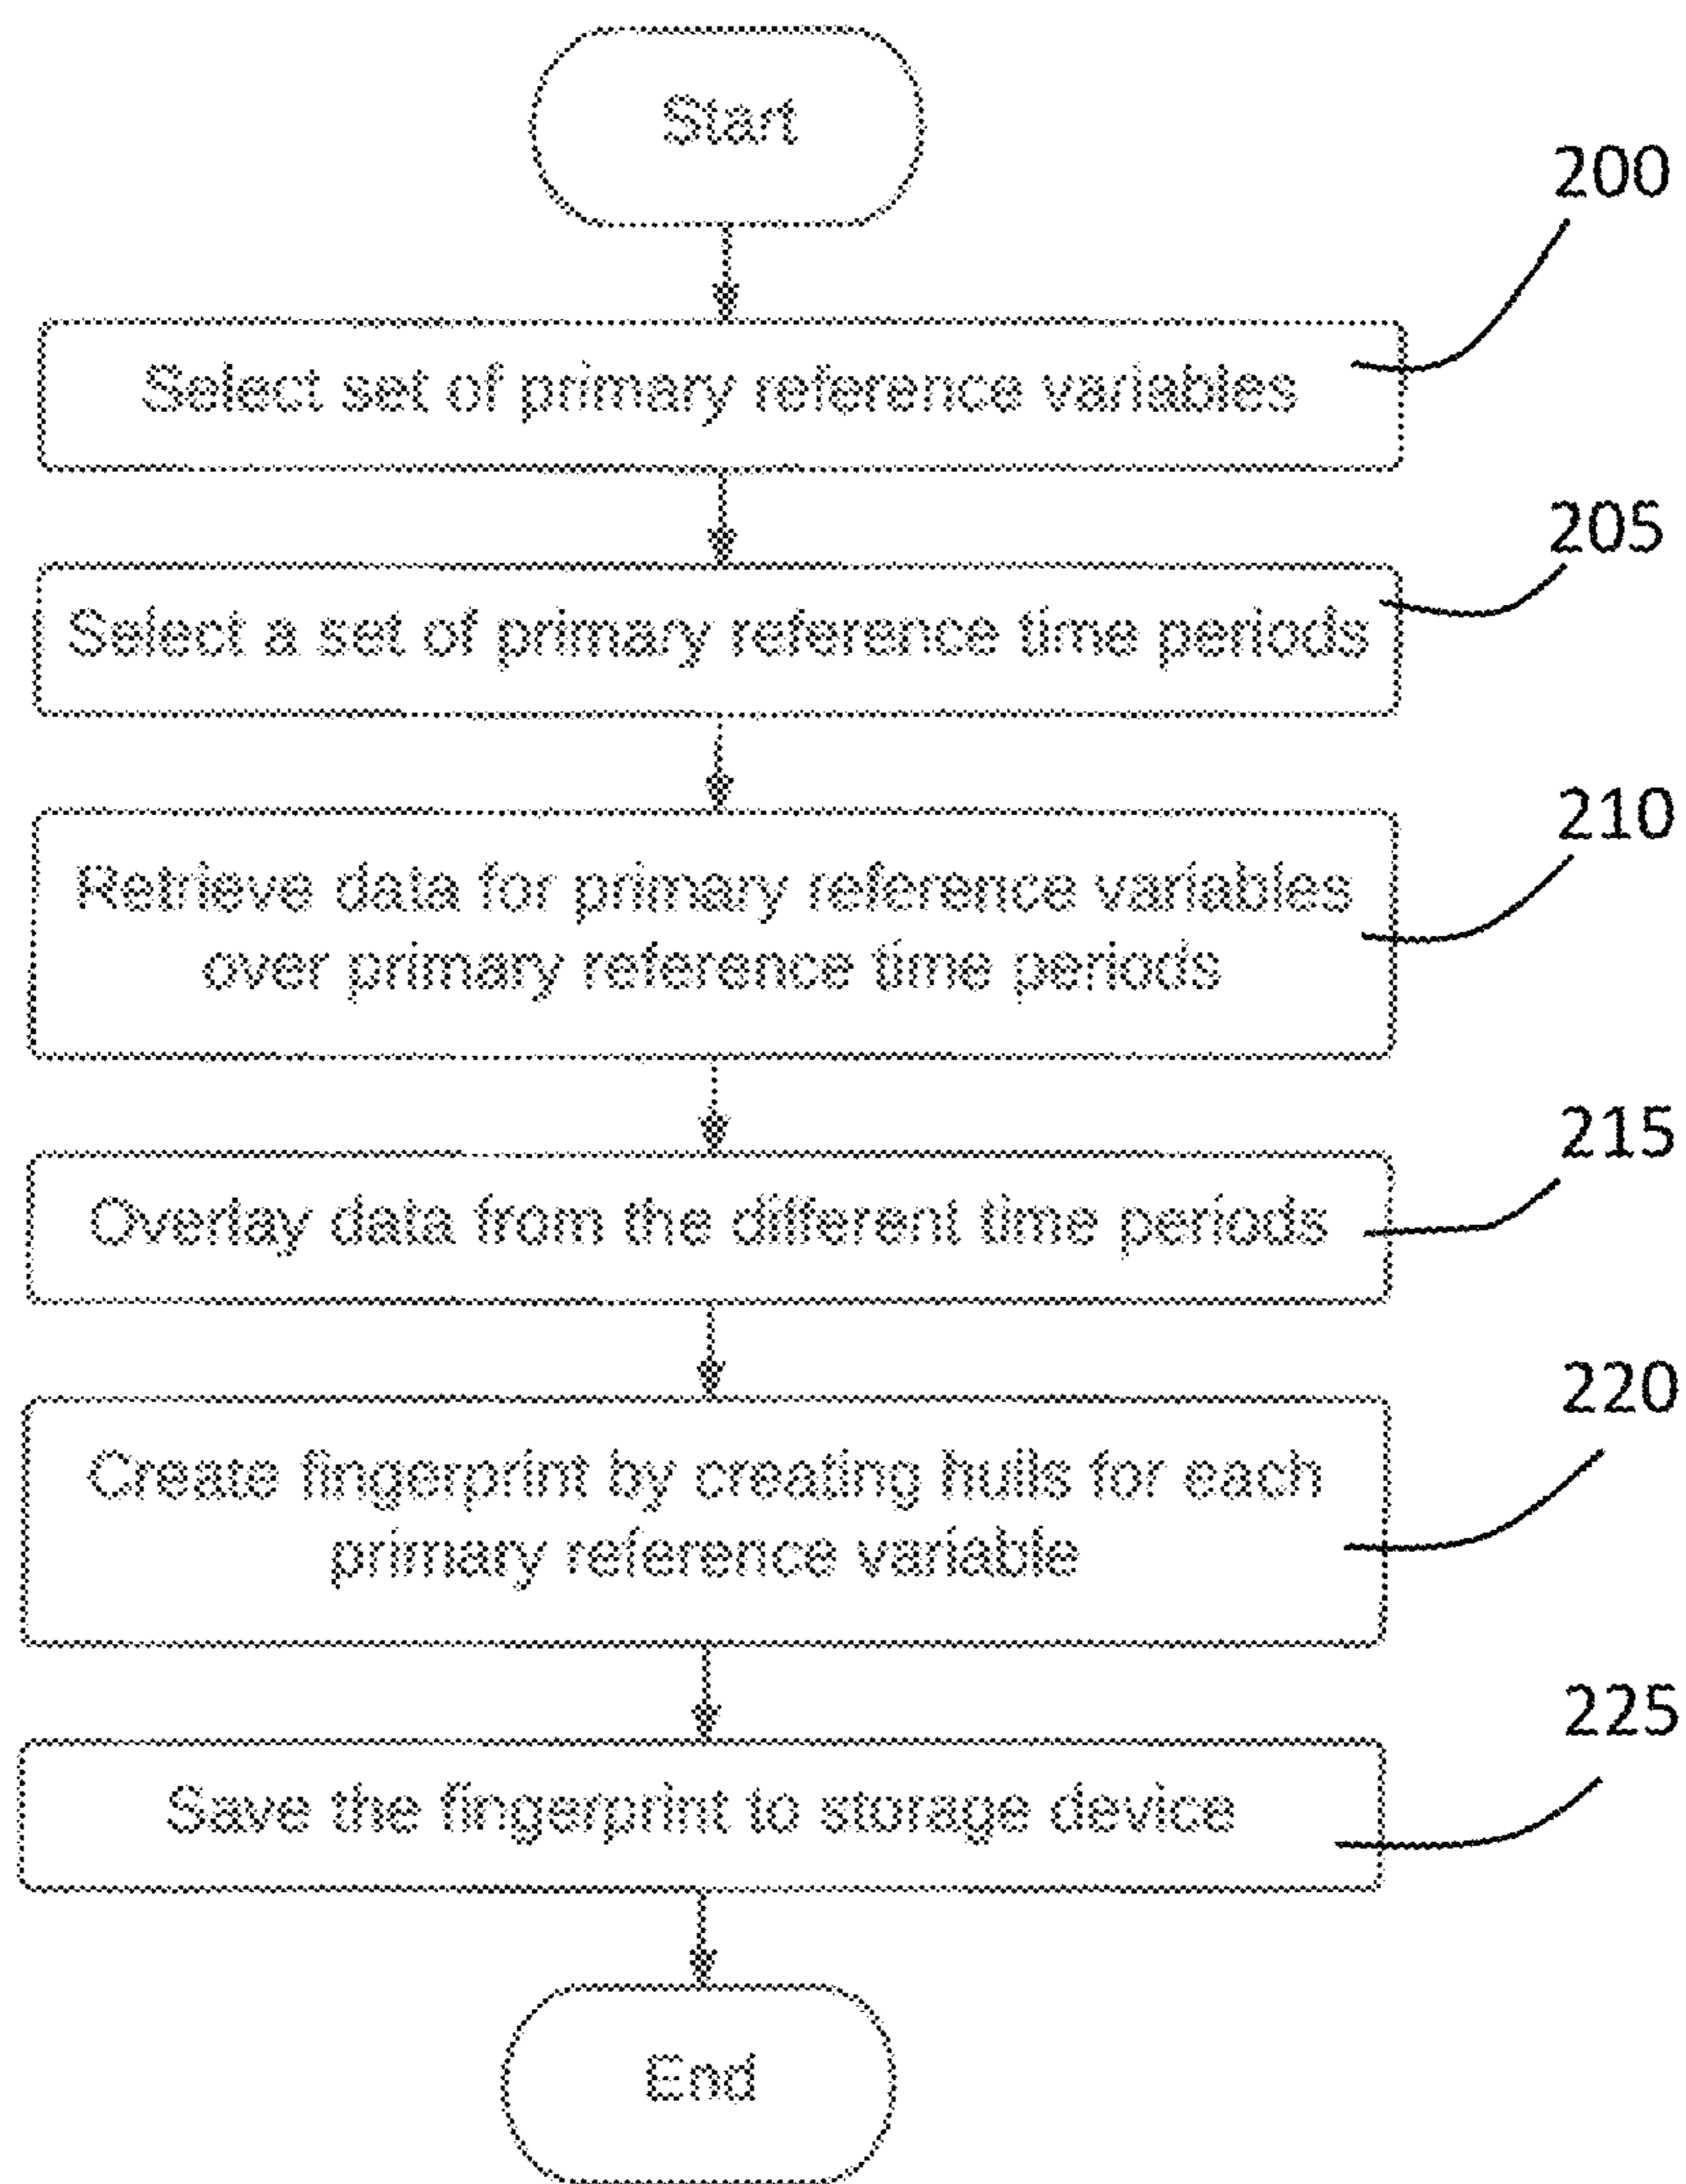 Start
200
Select set of primary reference variables
205
Select a set of primary reference time periods
210
Retrieve data for primary reference variables
over primary reference time periods
215
Overlay data from the different time periods
220
Create fingerprint by creating hulls for each
primary reference variable
225
Save the fingerprint to storage device
End